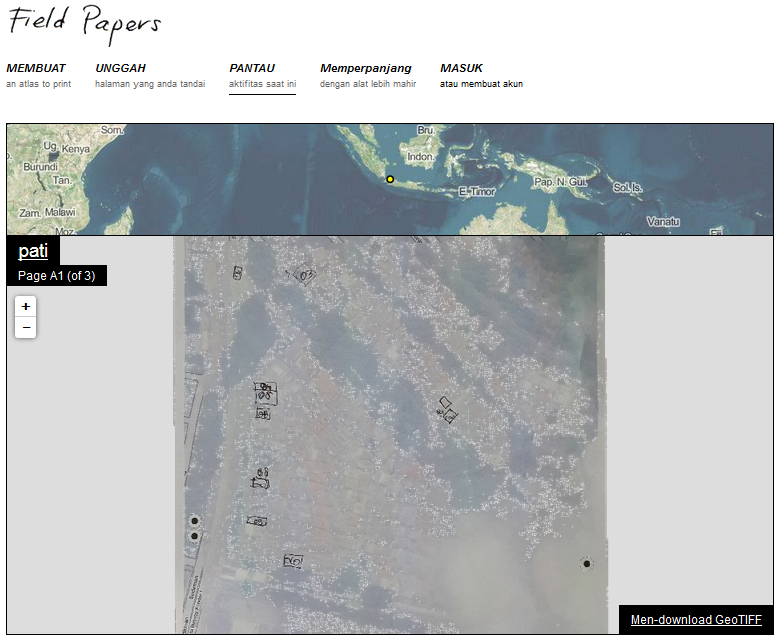 Field Papers
MEMBUAT UNGGAH PANTAU Memperpanjang MASUK
an atlas to print halaman yang anda tandai aktifitas saat ini dengan alat lebih mahir atau membuat akun
Som. Bru.
Ug. Kenya Indon.
Burundi
Tan. E. Timor Pap. N. Gui. Sol. Is.
Zam. Malawi Vanatu
Moz.
pati
Page A1 (of 3)
+
−
Sudirman
Men-download GeoTIFF